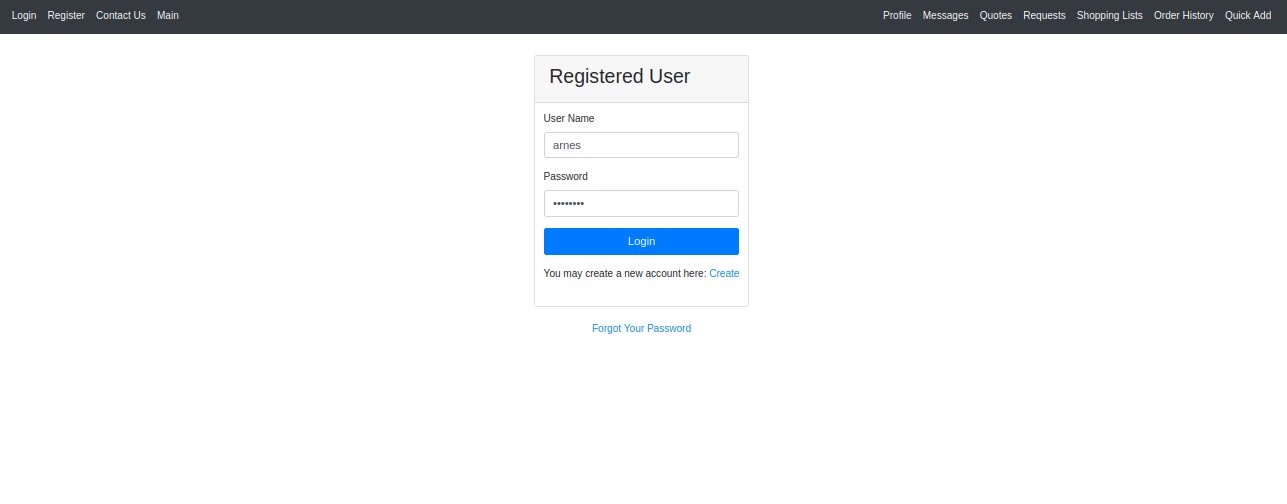 Login Register Contact Us Main Profile Messages Quotes Requests Shopping Lists Order History Quick Add
Registered User
User Name
arnes
Password
••••••••
Login
You may create a new account here: Create
Forgot Your Password